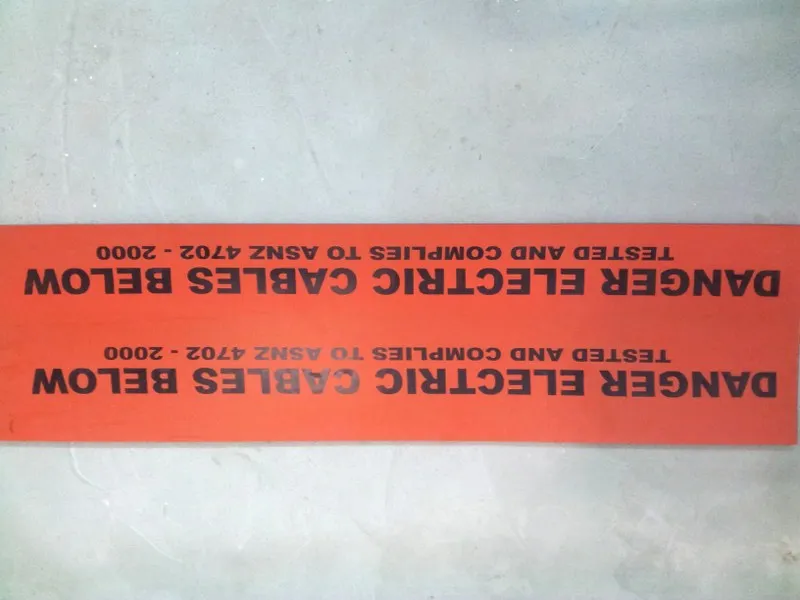 DANGER ELECTRIC CABLES BELOW
TESTED AND COMPLIES TO ASNZ 4702 - 2000
DANGER ELECTRIC CABLES BELOW
TESTED AND COMPLIES TO ASNZ 4702 - 2000